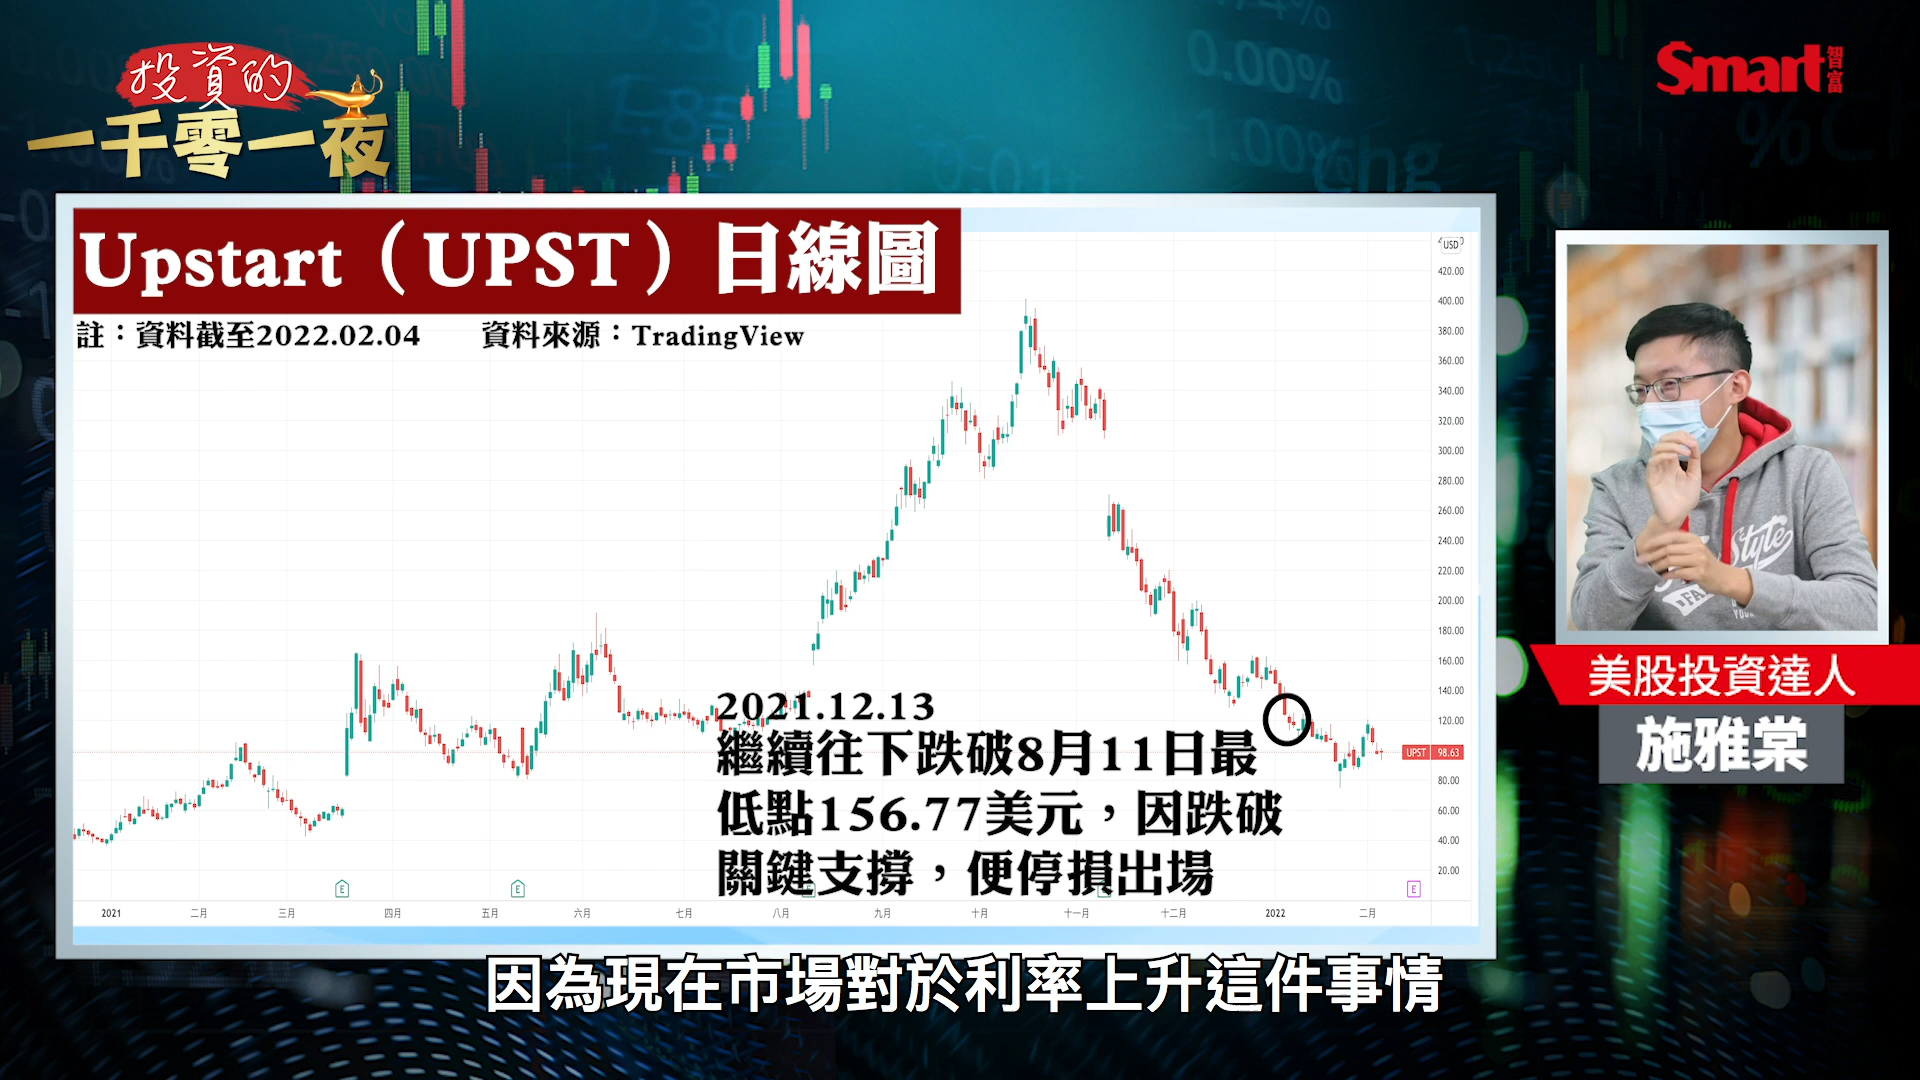 投資的
一千零一夜
Smart智富
Upstart（UPST）日線圖
註：資料截至2022.02.04 資料來源：TradingView
USD
420.00
400.00
380.00
360.00
340.00
320.00
300.00
280.00
260.00
240.00
220.00
200.00
180.00
160.00
140.00
120.00
UPST 98.63
80.00
60.00
40.00
20.00
2021.12.13
繼續往下跌破8月11日最
低點156.77美元，因跌破
關鍵支撐，便停損出場
E E E E E
2021 二月 三月 四月 五月 六月 七月 八月 九月 十月 十一月 十二月 2022 二月
Style
美股投資達人
施雅棠
因為現在市場對於利率上升這件事情